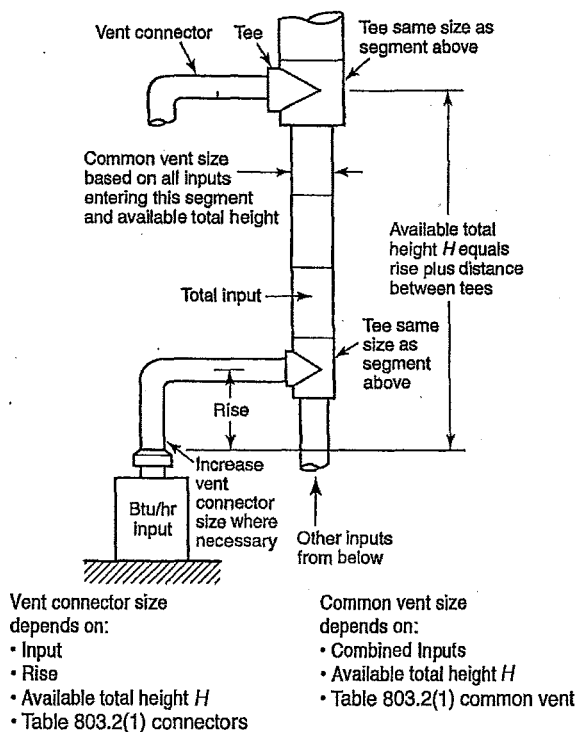 Vent connector
Tee
Tee same size as
segment above
Common vent size
based on all inputs
entering this segment
and available total height
Available total
height H equals
rise plus distance
between tees
Total input
Tee same
size as
segment
above
Rise
Increase
vent
connector
size where
necessary
Btu/hr
input
Other inputs
from below
Vent connector size
depends on:
• Input
• Rise
• Available total height H
• Table 803.2(1) connectors
Common vent size
depends on:
• Combined Inputs
• Available total height H
• Table 803.2(1) common vent